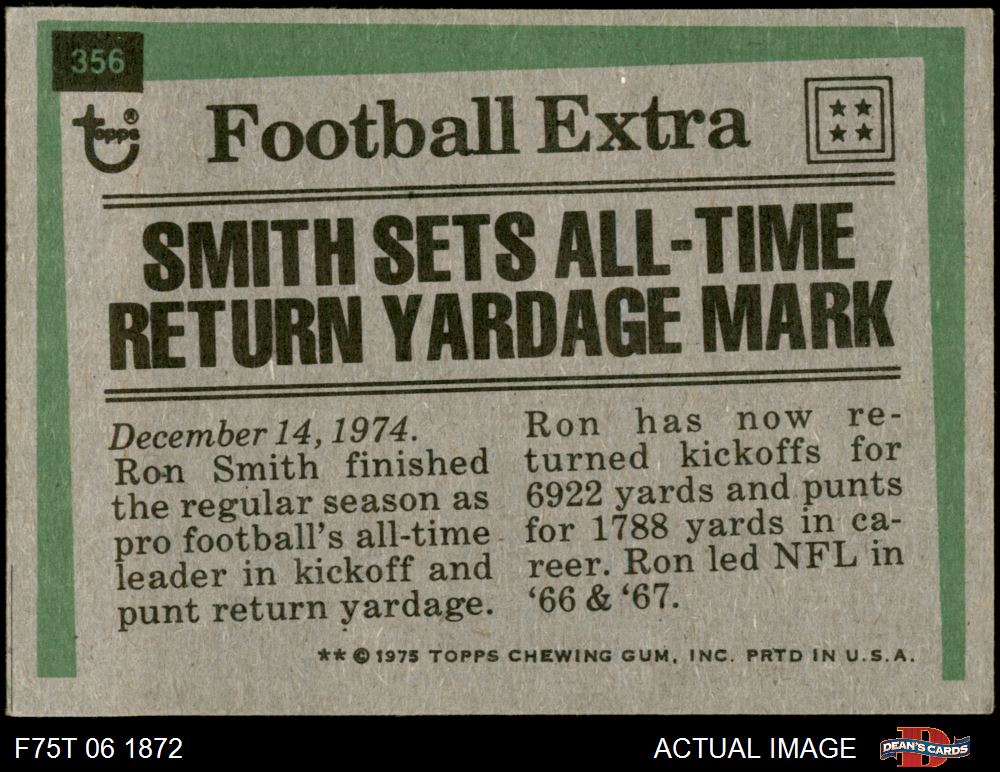 356
Topps®
Football Extra
SMITH SETS ALL-TIME
RETURN YARDAGE MARK
December 14, 1974.
Ron Smith finished
the regular season as
pro football's all-time
leader in kickoff and
punt return yardage.
Ron has now re-
turned kickoffs for
6922 yards and punts
for 1788 yards in ca-
reer. Ron led NFL in
‘66 & ‘67.
** © 1975 TOPPS CHEWING GUM, INC. PRTD IN U.S.A.
F75T 06 1872
ACTUAL IMAGE
D
DEAN'S CARDS